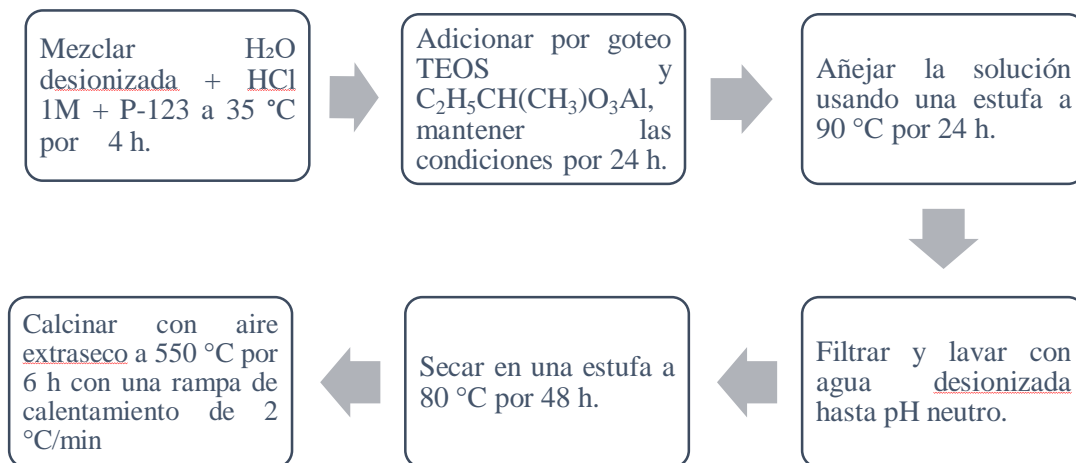 Mezclar H₂O
desionizada + HCl
1M + P-123 a 35 °C
por 4 h.
Adicionar por goteo
TEOS y
C₂H₅CH(CH₃)O₃Al,
mantener las
condiciones por 24 h.
Añejar la solución
usando una estufa a
90 °C por 24 h.
Filtrar y lavar con
agua desionizada
hasta pH neutro.
Secar en una estufa a
80 °C por 48 h.
Calcinar con aire
extraseco a 550 °C por
6 h con una rampa de
calentamiento de 2
°C/min